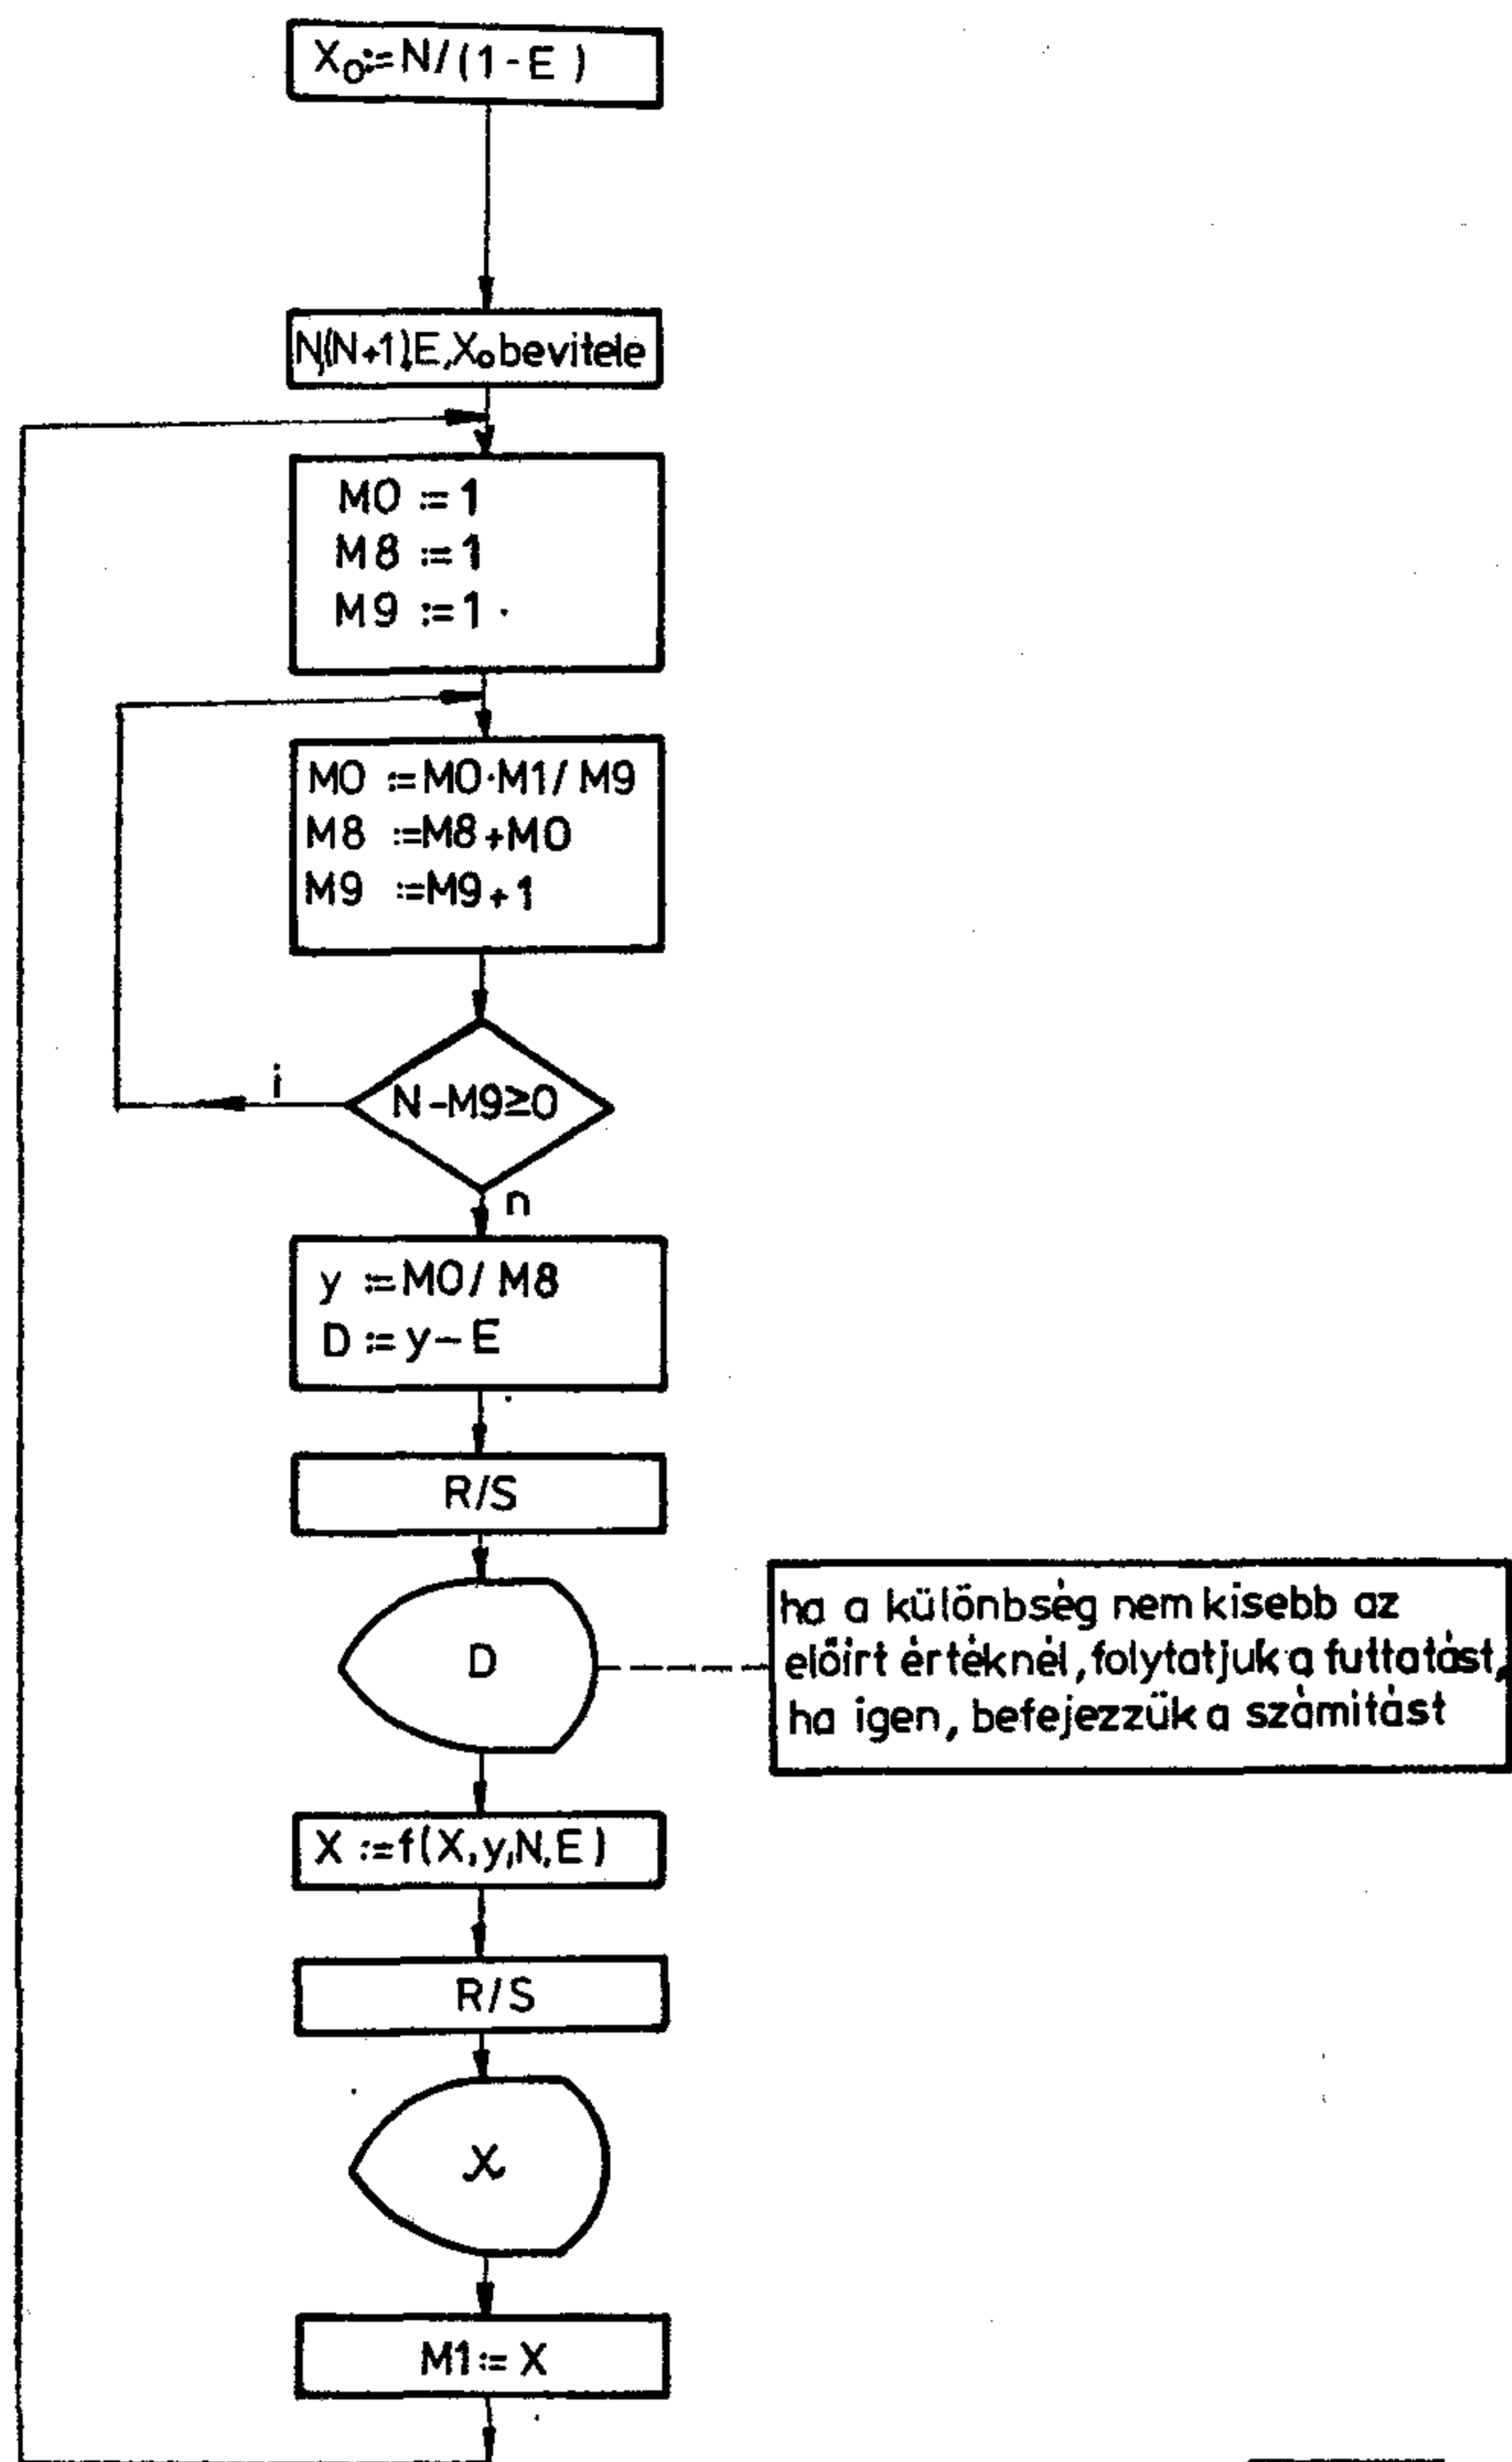 X₀:=N/(1-E )
N,(N+1),E,X₀ bevitele
M0 := 1
M8 := 1
M9 := 1
M0 := M0·M1/ M9
M8 := M8+M0
M9 := M9+1
i
N-M9≥0
n
y := M0/ M8
D := y-E
R/S
D
ha a különbség nem kisebb az
előirt értéknél, folytatjuk a futtatást,
ha igen, befejezzük a számitást
X := f(X,y,N,E)
R/S
X
M1:= X